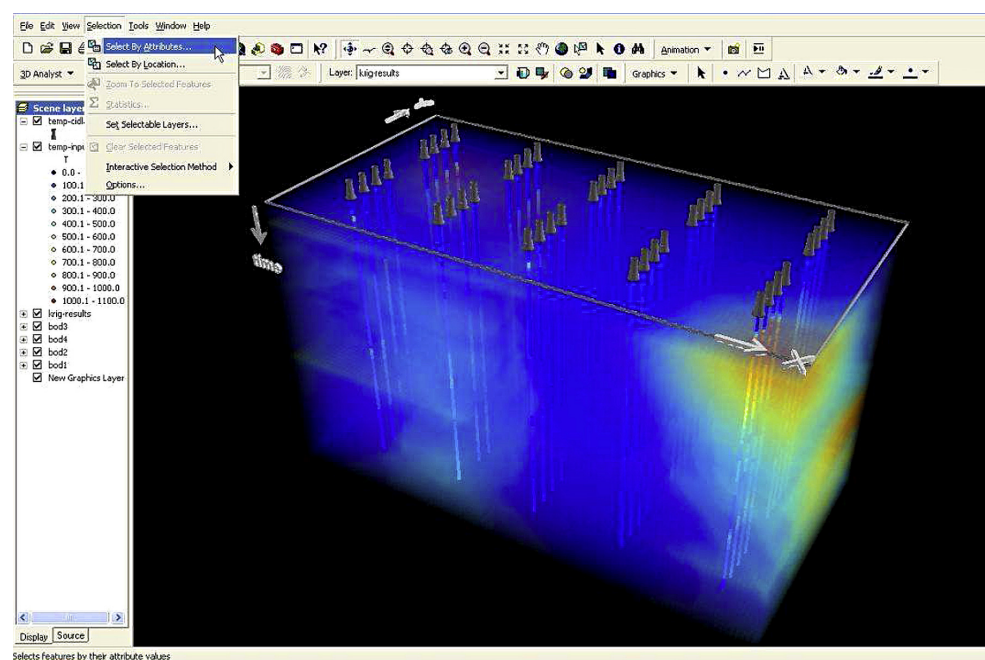 File Edit View Selection Tools Window Help
Select By Attributes...
Animation
3D Analyst
Select By Location...
Layer: krig-results
Graphics
Zoom To Selected Features
Statistics...
Set Selectable Layers...
Clear Selected Features
Interactive Selection Method
Options...
Scene laye
temp-cidl
temp-inpu
T
0.0 -
100.1
200.1 - 300.0
300.1 - 400.0
400.1 - 500.0
500.1 - 600.0
600.1 - 700.0
700.1 - 800.0
800.1 - 900.0
900.1 - 1000.0
1000.1 - 1100.0
krig-results
bod3
bod4
bod2
bod1
New Graphics Layer
time
X
Display Source
Selects features by their attribute values